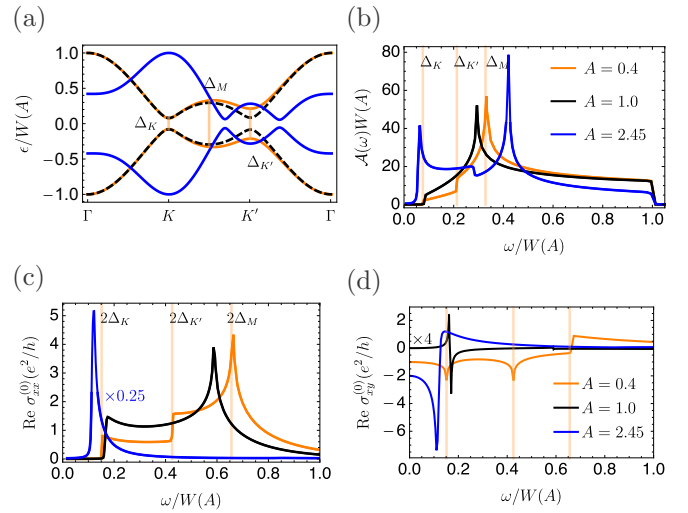 (a)
ϵ/W(A)
1.0
0.5
0.0
−0.5
−1.0
Δ_K
Δ_M
Δ_K′
Γ K K′ Γ
(b)
𝒜(ω)W(A)
80
60
40
20
0
Δ_K Δ_K′ Δ_M
A = 0.4
A = 1.0
A = 2.45
0.0 0.2 0.4 0.6 0.8 1.0
ω/W(A)
(c)
Re σ_xx^(0)(e²/h)
5
4
3
2
1
0
2Δ_K 2Δ_K′ 2Δ_M
×0.25
0.0 0.2 0.4 0.6 0.8 1.0
ω/W(A)
(d)
Re σ_xy^(0)(e²/h)
2
0
−2
−4
−6
×4
A = 0.4
A = 1.0
A = 2.45
0.0 0.2 0.4 0.6 0.8 1.0
ω/W(A)